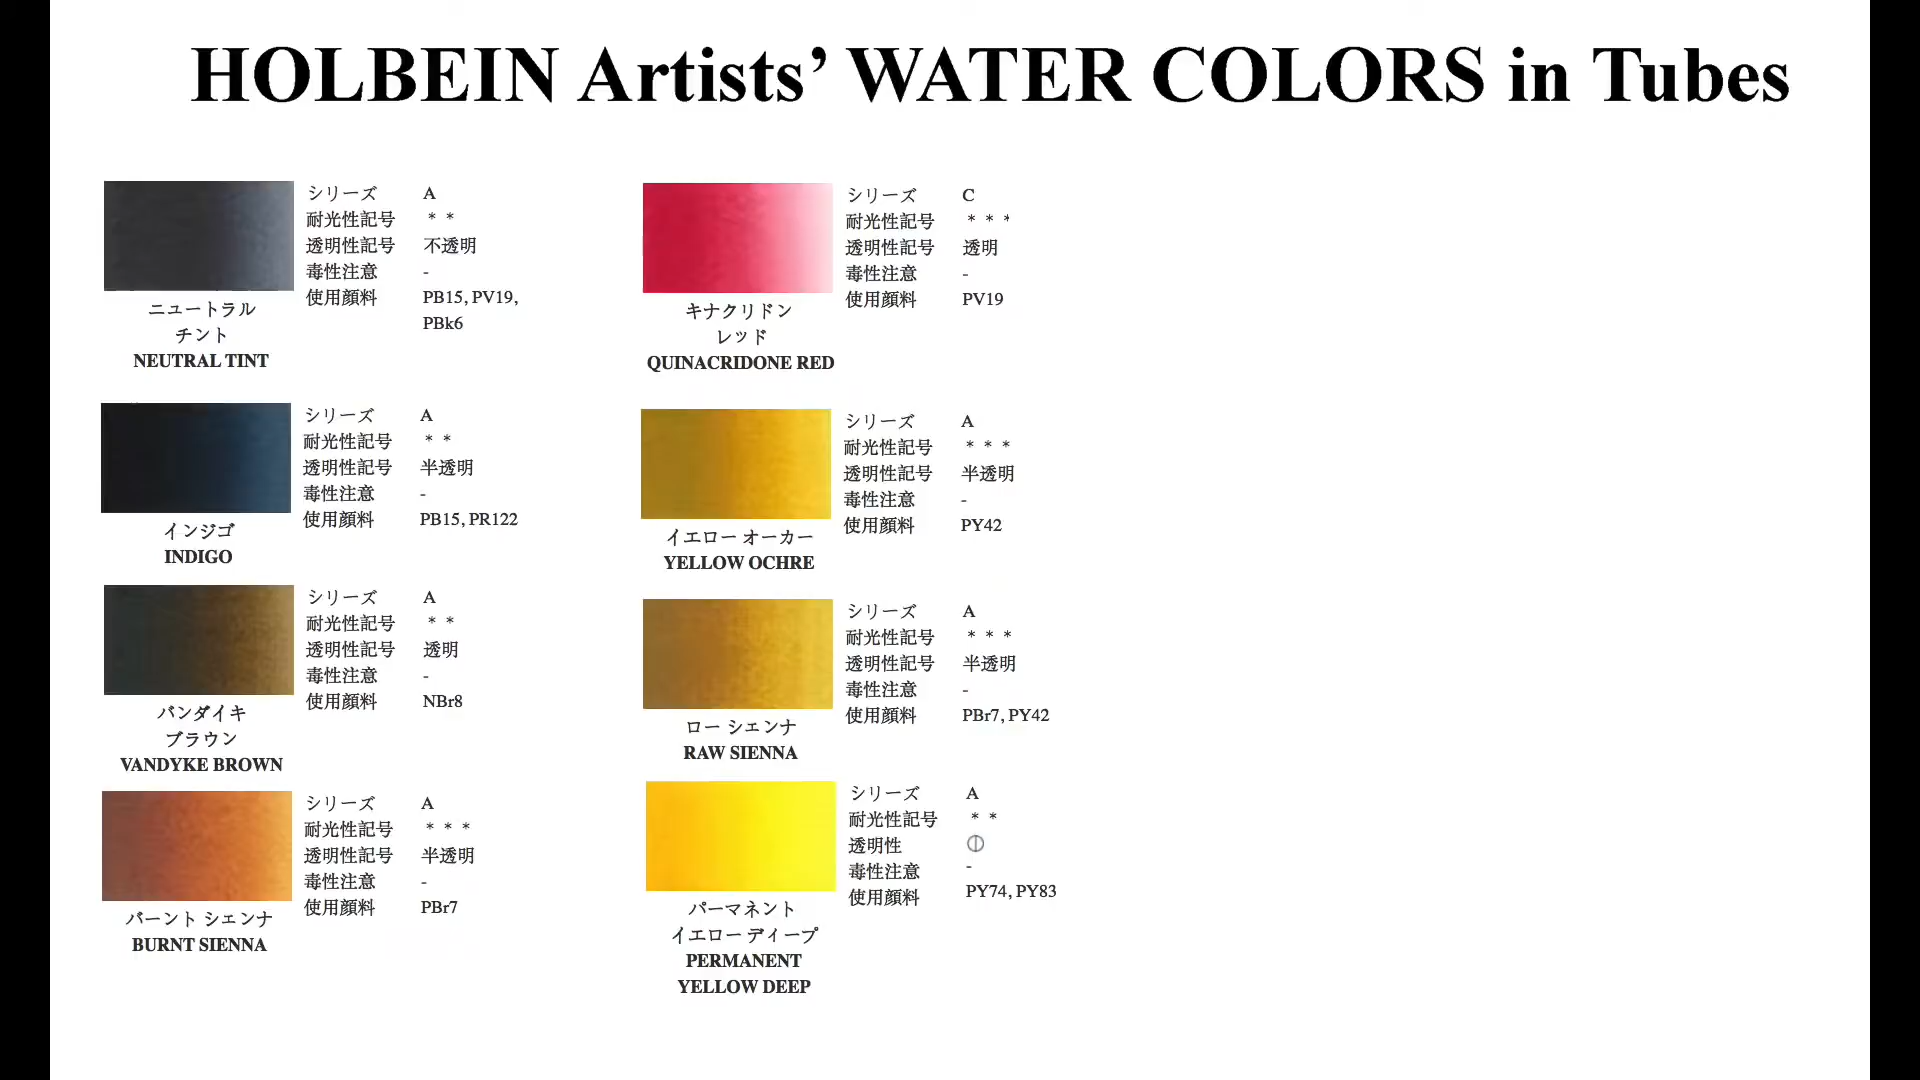 HOLBEIN Artists’ WATER COLORS in Tubes
シリーズ A
耐光性記号 * *
透明性記号 不透明
毒性注意 -
使用顔料 PB15, PV19,
PBk6
ニュートラル
チント
NEUTRAL TINT
シリーズ A
耐光性記号 * *
透明性記号 半透明
毒性注意 -
使用顔料 PB15, PR122
インジゴ
INDIGO
シリーズ A
耐光性記号 * *
透明性記号 透明
毒性注意 -
使用顔料 NBr8
バンダイキ
ブラウン
VANDYKE BROWN
シリーズ A
耐光性記号 * * *
透明性記号 半透明
毒性注意 -
使用顔料 PBr7
バーント シェンナ
BURNT SIENNA
シリーズ C
耐光性記号 * * *
透明性記号 透明
毒性注意 -
使用顔料 PV19
キナクリドン
レッド
QUINACRIDONE RED
シリーズ A
耐光性記号 * * *
透明性記号 半透明
毒性注意 -
使用顔料 PY42
イエロー オーカー
YELLOW OCHRE
シリーズ A
耐光性記号 * * *
透明性記号 半透明
毒性注意 -
使用顔料 PBr7, PY42
ロー シェンナ
RAW SIENNA
シリーズ A
耐光性記号 * *
透明性
毒性注意 -
使用顔料 PY74, PY83
パーマネント
イエロー ディープ
PERMANENT
YELLOW DEEP